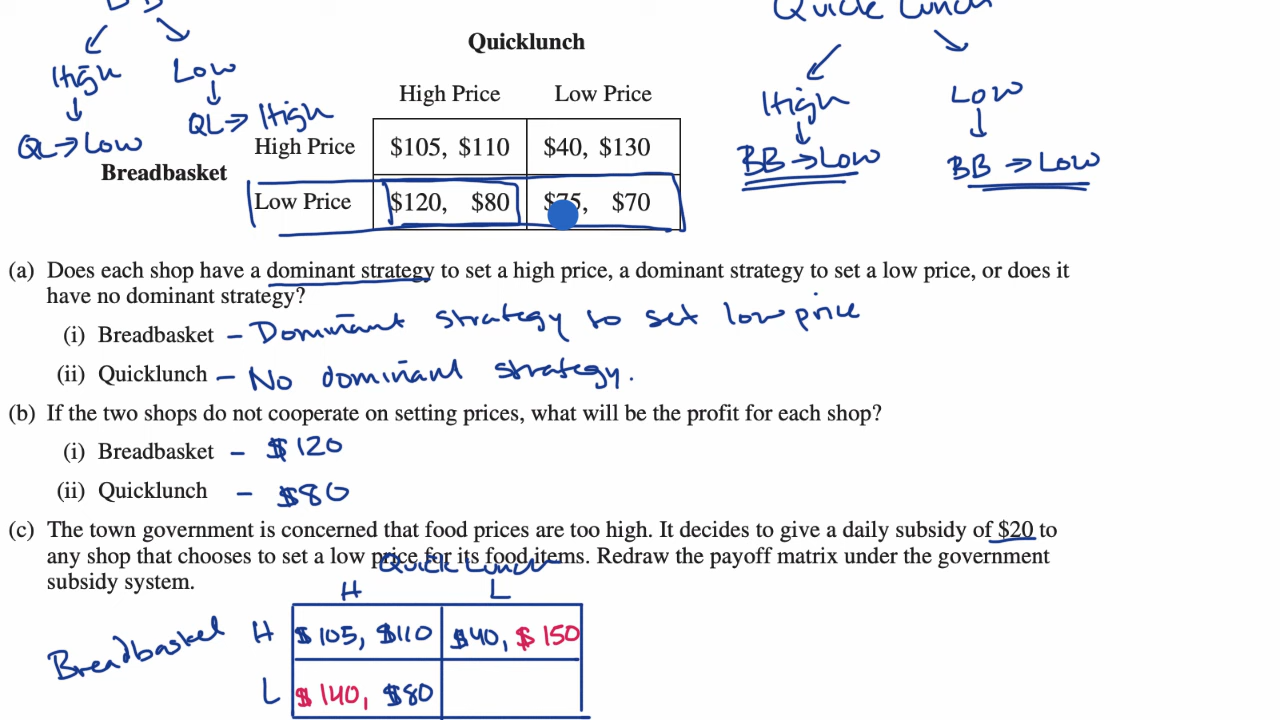 Quick Lunch
Quicklunch
High Low
High Price Low Price
High Low
QL → High
QL → Low
High Price $105, $110 $40, $130
BB → Low BB → Low
Breadbasket
Low Price $120, $80 $75, $70
(a) Does each shop have a dominant strategy to set a high price, a dominant strategy to set a low price, or does it
have no dominant strategy?
(i) Breadbasket – Dominant strategy to set low price
(ii) Quicklunch – No dominant strategy.
(b) If the two shops do not cooperate on setting prices, what will be the profit for each shop?
(i) Breadbasket – $120
(ii) Quicklunch – $80
(c) The town government is concerned that food prices are too high. It decides to give a daily subsidy of $20 to
any shop that chooses to set a low price for its food items. Redraw the payoff matrix under the government
subsidy system.
Quick Lunch
H L
Breadbasket H $105, $110 $40, $150
L $140, $80